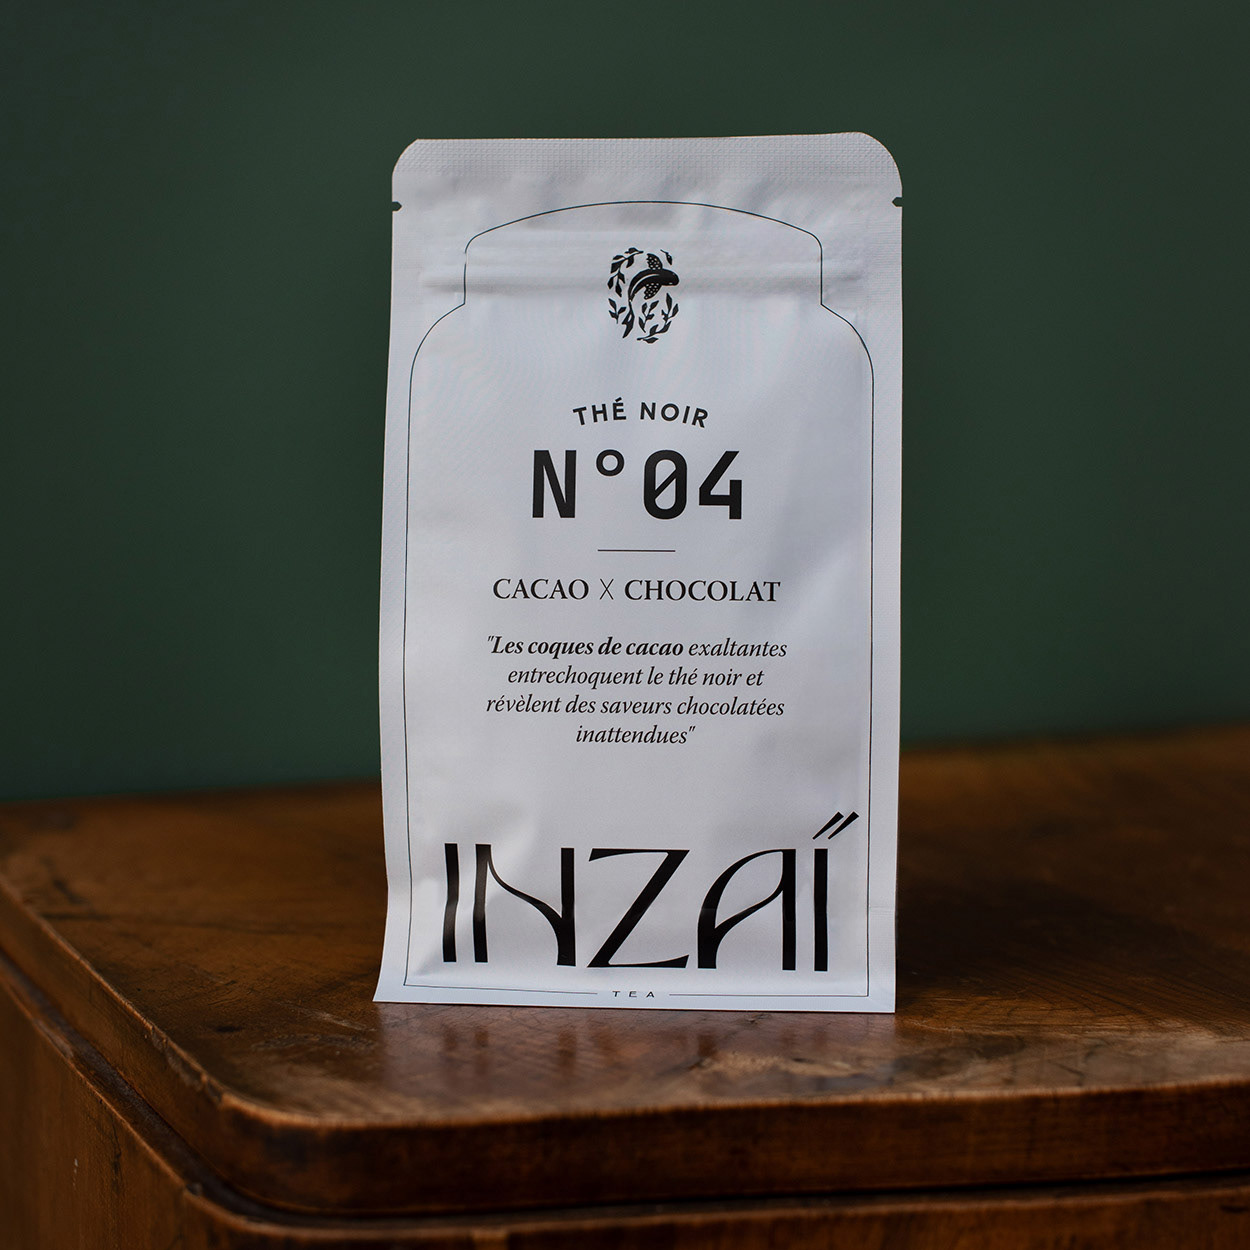 THÉ NOIR
N°04
CACAO X CHOCOLAT
"Les coques de cacao exaltantes
entrechoquent le thé noir et
révèlent des saveurs chocolatées
inattendues"
INZAÏ
TEA